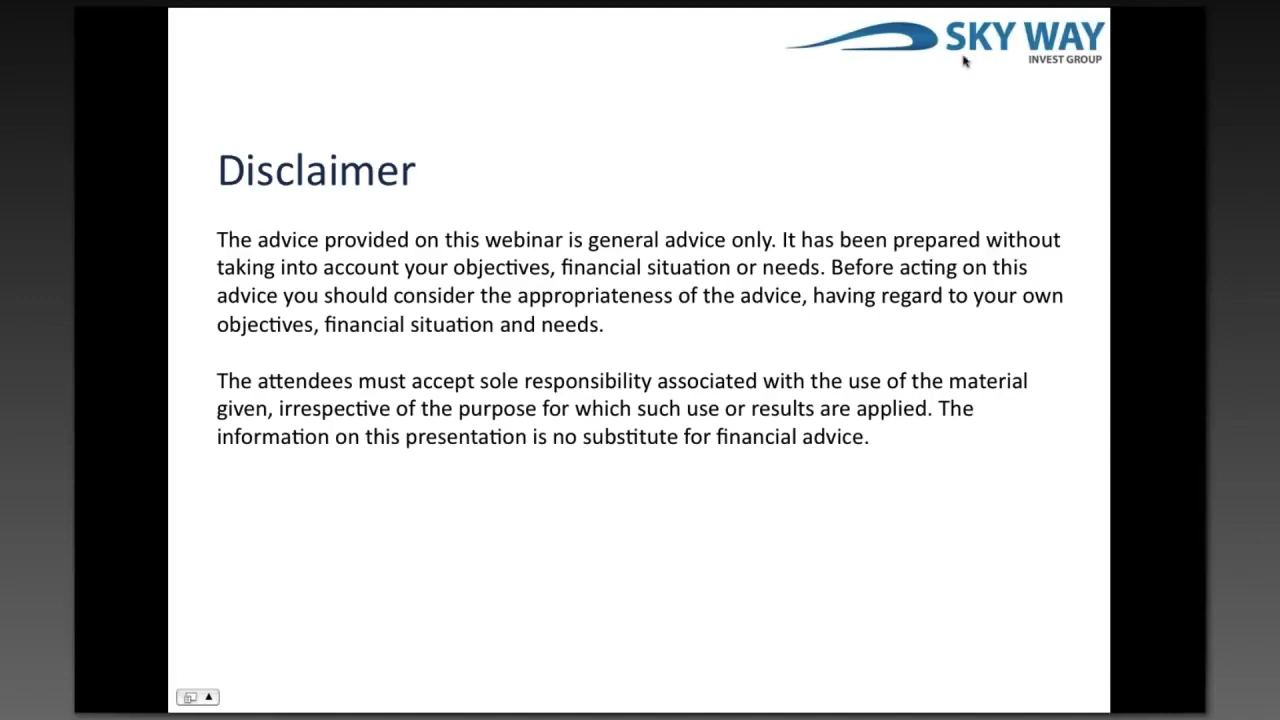 SKY WAY
INVEST GROUP
Disclaimer
The advice provided on this webinar is general advice only. It has been prepared without
taking into account your objectives, financial situation or needs. Before acting on this
advice you should consider the appropriateness of the advice, having regard to your own
objectives, financial situation and needs.
The attendees must accept sole responsibility associated with the use of the material
given, irrespective of the purpose for which such use or results are applied. The
information on this presentation is no substitute for financial advice.